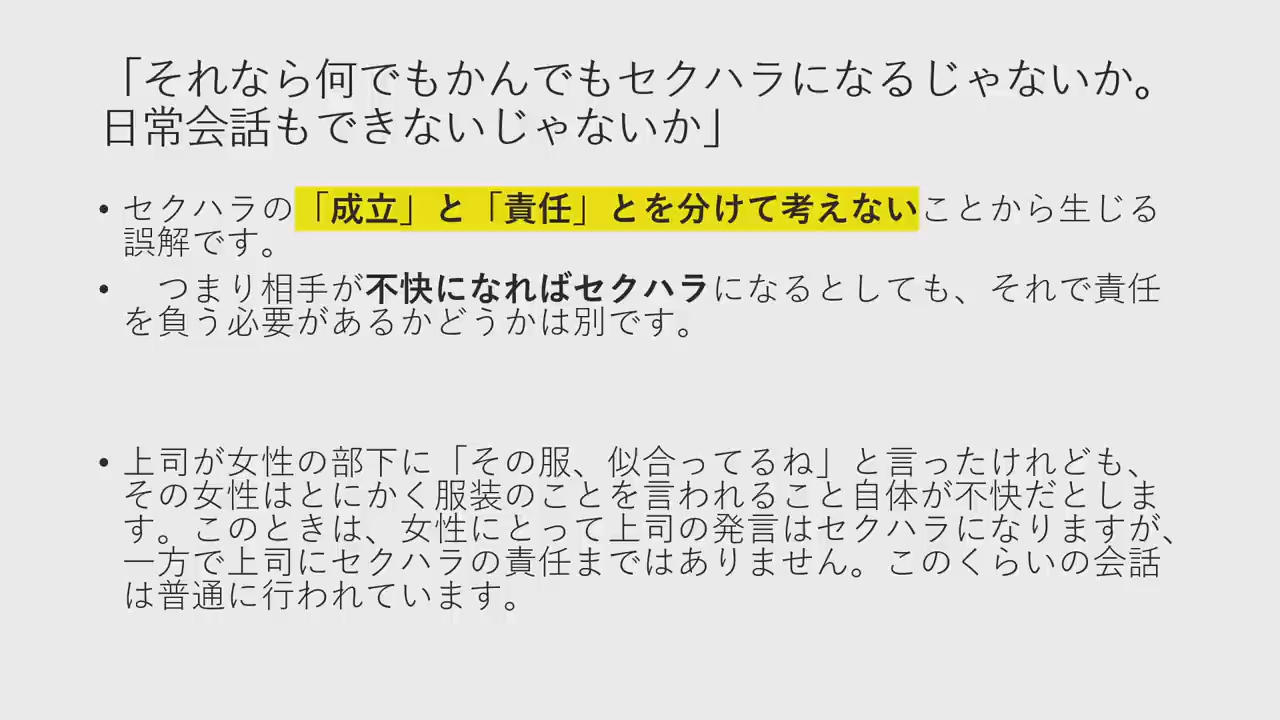 「それなら何でもかんでもセクハラになるじゃないか。
日常会話もできないじゃないか」
• セクハラの「成立」と「責任」とを分けて考えないことから生じる
誤解です。
• つまり相手が不快になればセクハラになるとしても、それで責任
を負う必要があるかどうかは別です。
• 上司が女性の部下に「その服、似合ってるね」と言ったけれども、
その女性はとにかく服装のことを言われること自体が不快だとしま
す。このときは、女性にとって上司の発言はセクハラになりますが、
一方で上司にセクハラの責任まではありません。このくらいの会話
は普通に行われています。